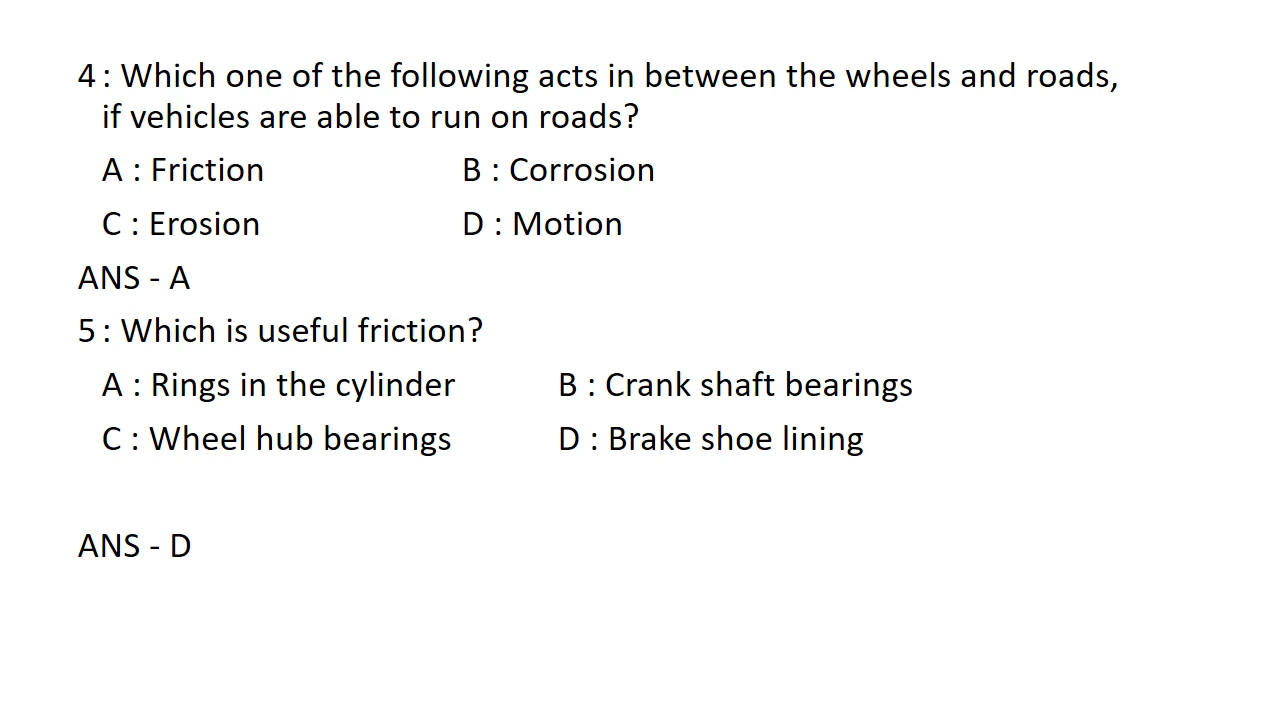 4 : Which one of the following acts in between the wheels and roads,
if vehicles are able to run on roads?
A : Friction B : Corrosion
C : Erosion D : Motion
ANS - A
5 : Which is useful friction?
A : Rings in the cylinder B : Crank shaft bearings
C : Wheel hub bearings D : Brake shoe lining
ANS - D